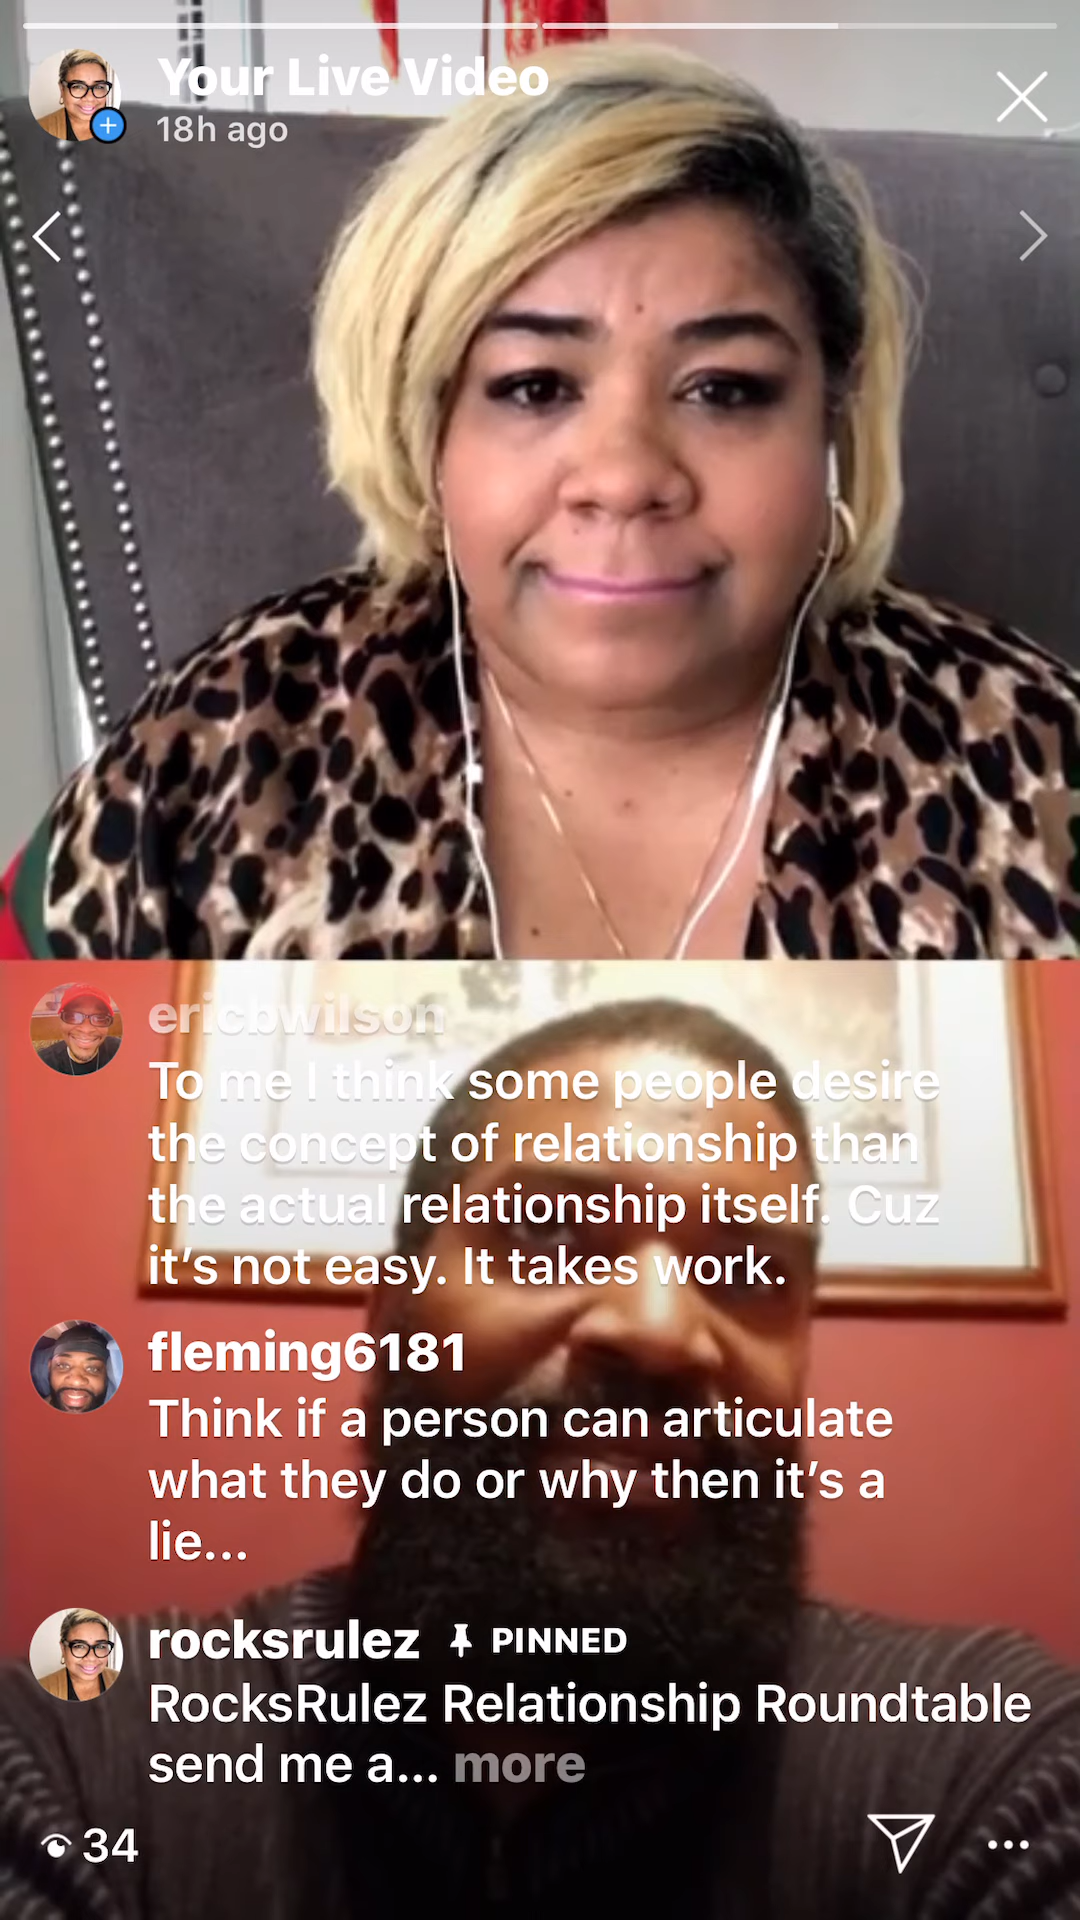 Your Live Video
18h ago
ericbwilson
To me I think some people desire
the concept of relationship than
the actual relationship itself. Cuz
it's not easy. It takes work.
fleming6181
Think if a person can articulate
what they do or why then it's a
lie...
rocksrulez PINNED
RocksRulez Relationship Roundtable
send me a... more
34